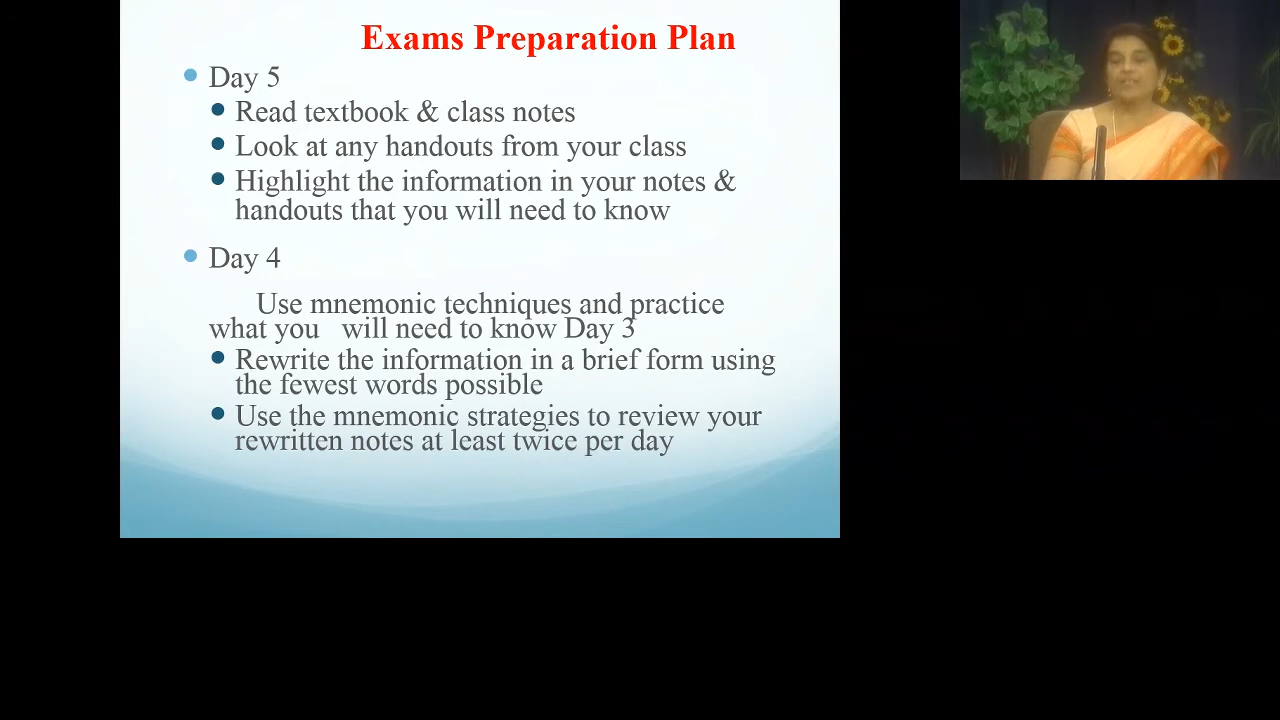 Exams Preparation Plan
Day 5
Read textbook & class notes
Look at any handouts from your class
Highlight the information in your notes &
handouts that you will need to know
Day 4
Use mnemonic techniques and practice
what you will need to know Day 3
Rewrite the information in a brief form using
the fewest words possible
Use the mnemonic strategies to review your
rewritten notes at least twice per day